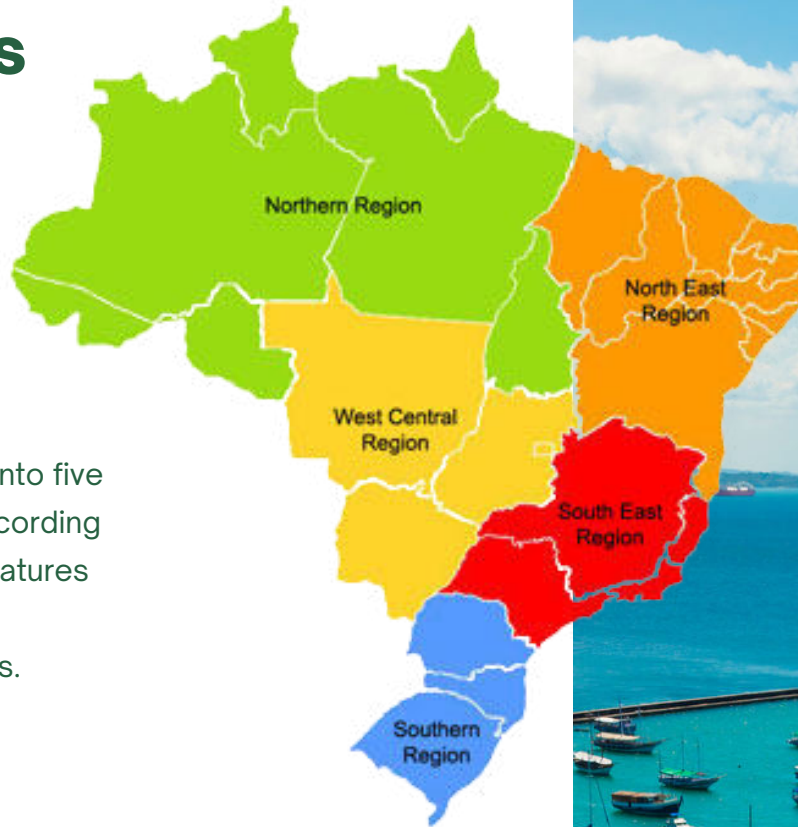 s
Northern Region
North East
Region
West Central
Region
nto five
cording
South East
Region
atures
s.
Southern
Region